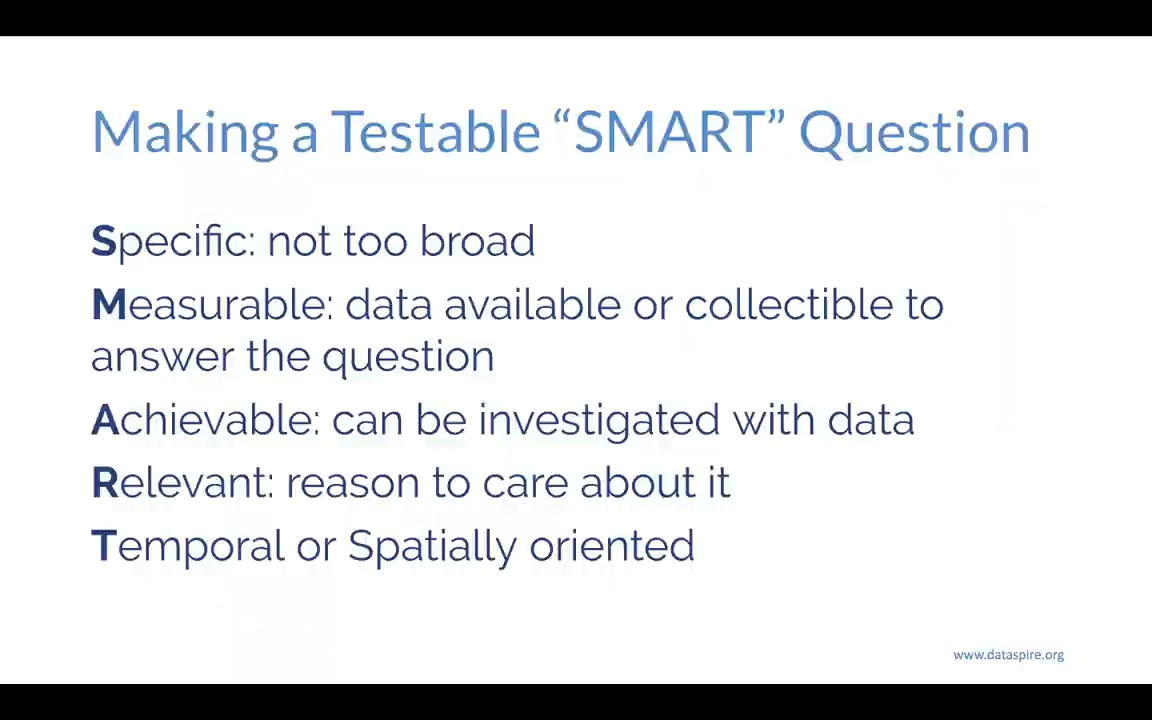 Making a Testable “SMART” Question
Specific: not too broad
Measurable: data available or collectible to
answer the question
Achievable: can be investigated with data
Relevant: reason to care about it
Temporal or Spatially oriented
www.dataspire.org